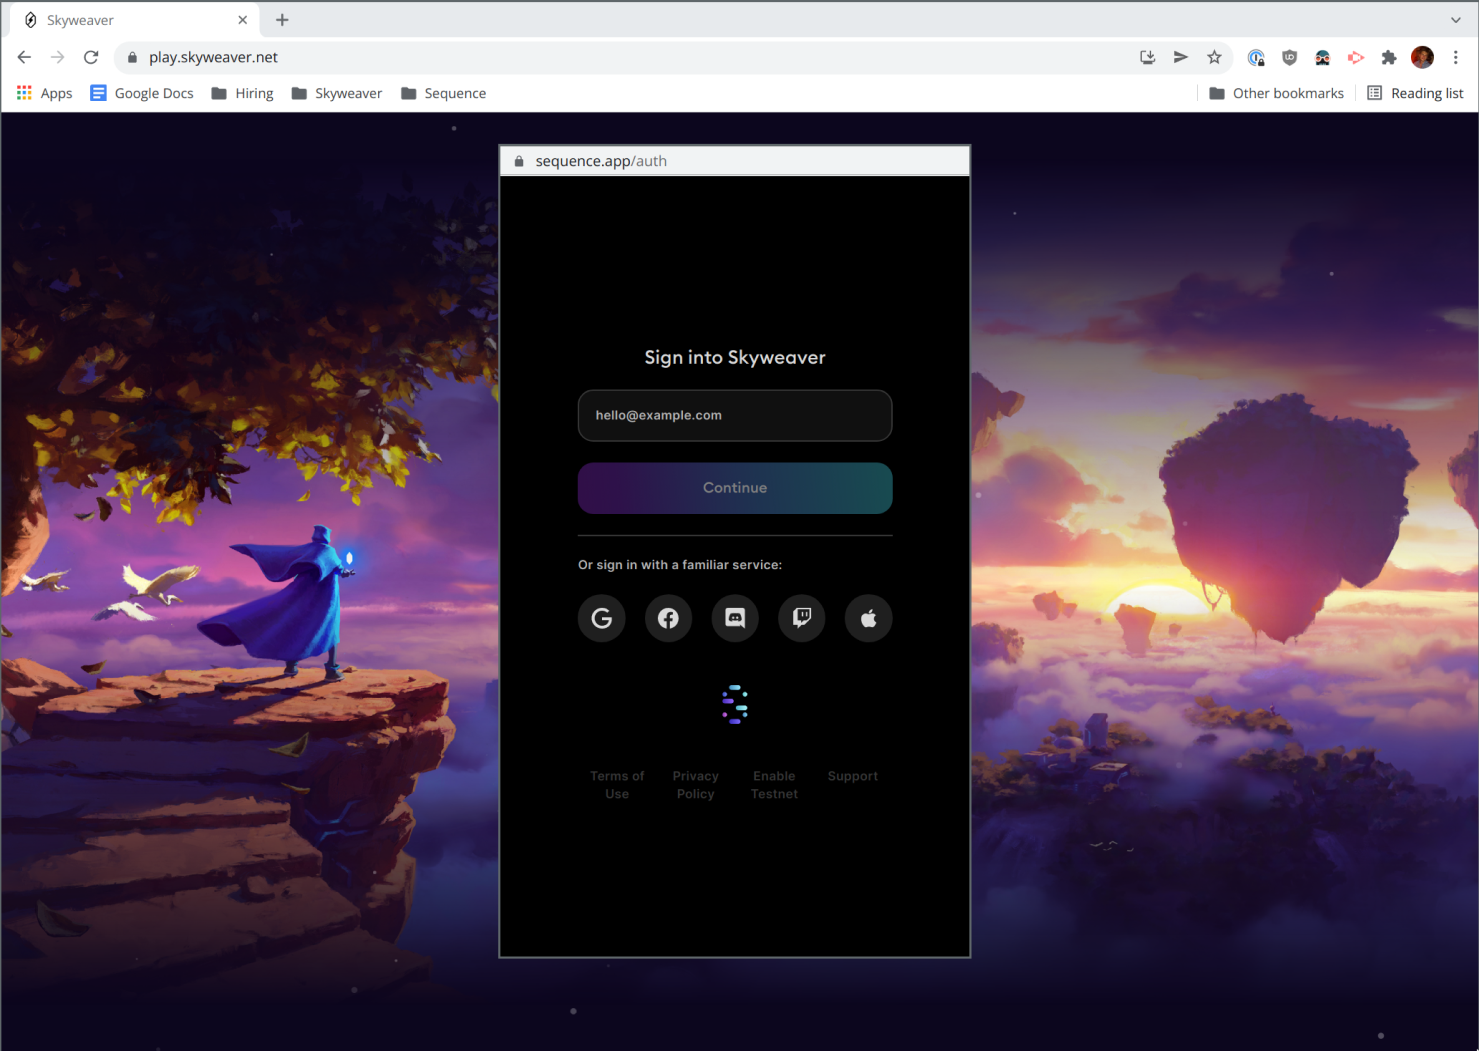 Skyweaver
play.skyweaver.net
Apps Google Docs Hiring Skyweaver Sequence Other bookmarks Reading list
sequence.app/auth
Sign into Skyweaver
hello@example.com
Continue
Or sign in with a familiar service:
Terms of Use
Privacy Policy
Enable Testnet
Support